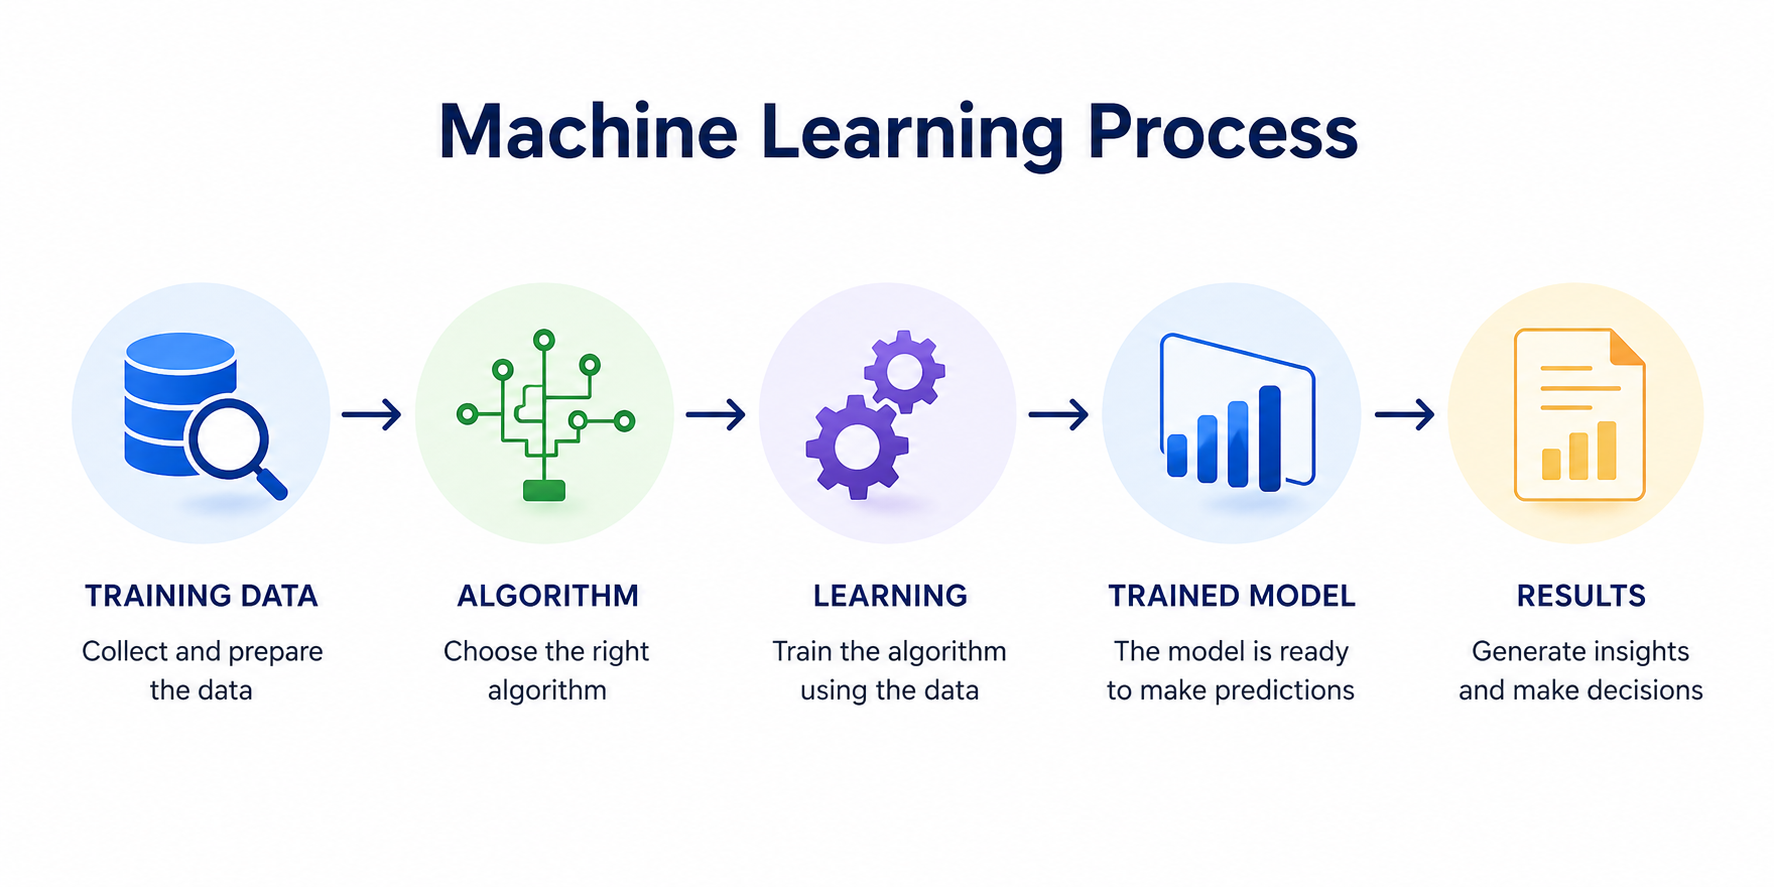 Machine Learning Process
TRAINING DATA
Collect and prepare
the data
ALGORITHM
Choose the right
algorithm
LEARNING
Train the algorithm
using the data
TRAINED MODEL
The model is ready
to make predictions
RESULTS
Generate insights
and make decisions